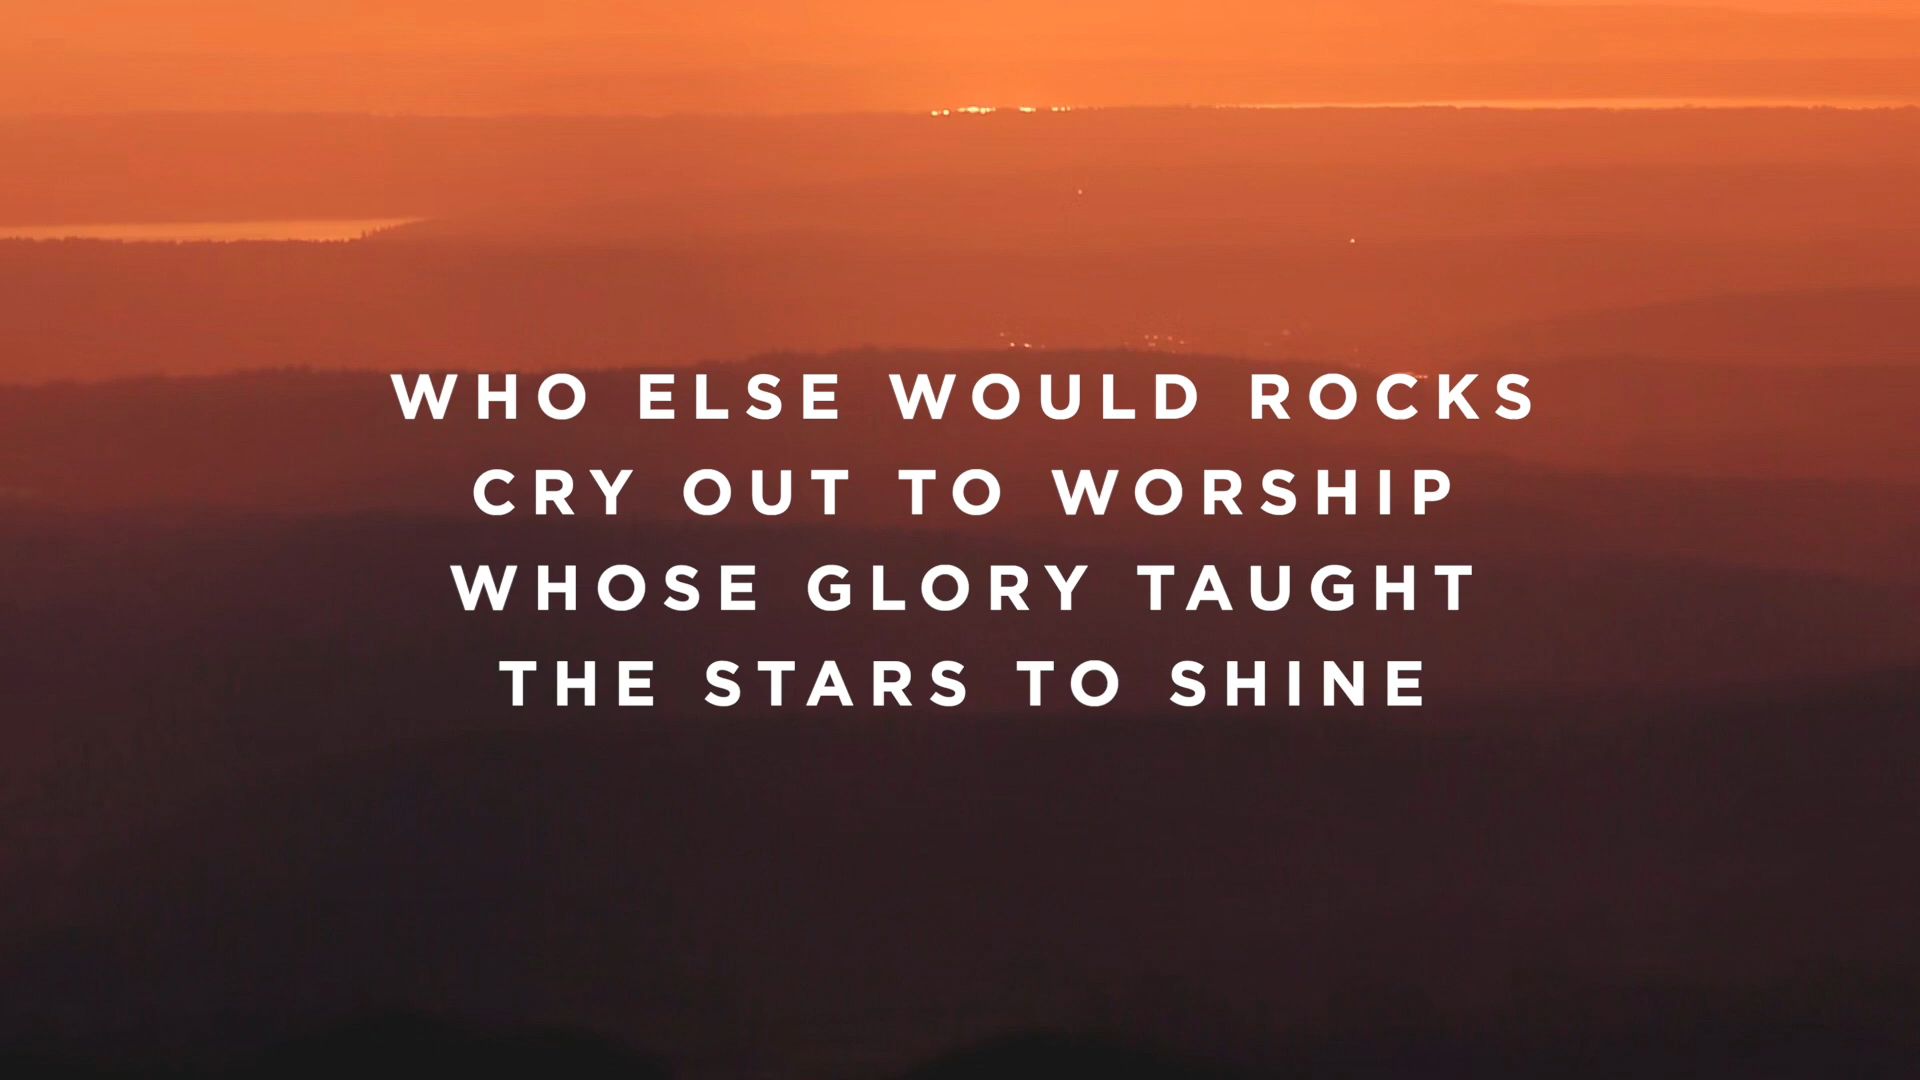 WHO ELSE WOULD ROCKS
CRY OUT TO WORSHIP
WHOSE GLORY TAUGHT
THE STARS TO SHINE